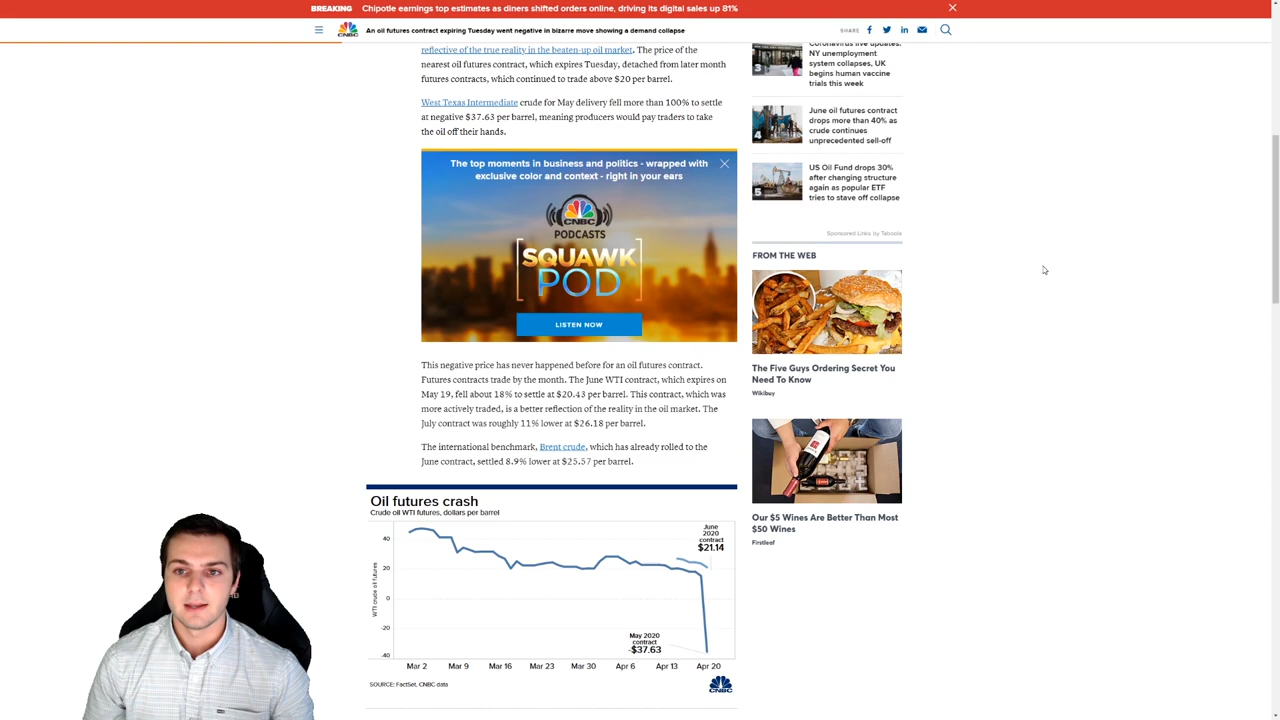 BREAKING Chipotle earnings top estimates as diners shifted orders online, driving its digital sales up 81%
CNBC
An oil futures contract expiring Tuesday went negative in bizarre move showing a demand collapse
SHARE
reflective of the true reality in the beaten-up oil market. The price of the
nearest oil futures contract, which expires Tuesday, detached from later month
futures contracts, which continued to trade above $20 per barrel.
West Texas Intermediate crude for May delivery fell more than 100% to settle
at negative $37.63 per barrel, meaning producers would pay traders to take
the oil off their hands.
The top moments in business and politics - wrapped with
exclusive color and context - right in your ears
CNBC
PODCASTS
SQUAWK
POD
LISTEN NOW
This negative price has never happened before for an oil futures contract.
Futures contracts trade by the month. The June WTI contract, which expires on
May 19, fell about 18% to settle at $20.43 per barrel. This contract, which was
more actively traded, is a better reflection of the reality in the oil market. The
July contract was roughly 11% lower at $26.18 per barrel.
The international benchmark, Brent crude, which has already rolled to the
June contract, settled 8.9% lower at $25.57 per barrel.
Oil futures crash
Crude oil WTI futures, dollars per barrel
WTI crude oil futures
40
20
0
-20
-40
June
2020
contract
$21.14
May 2020
contract
-$37.63
Mar 2 Mar 9 Mar 16 Mar 23 Mar 30 Apr 6 Apr 13 Apr 20
SOURCE: FactSet, CNBC data
3
Coronavirus live updates:
NY unemployment
system collapses, UK
begins human vaccine
trials this week
4
June oil futures contract
drops more than 40% as
crude continues
unprecedented sell-off
5
US Oil Fund drops 30%
after changing structure
again as popular ETF
tries to stave off collapse
Sponsored Links by Taboola
FROM THE WEB
The Five Guys Ordering Secret You
Need To Know
Wikibuy
Our $5 Wines Are Better Than Most
$50 Wines
Firstleaf